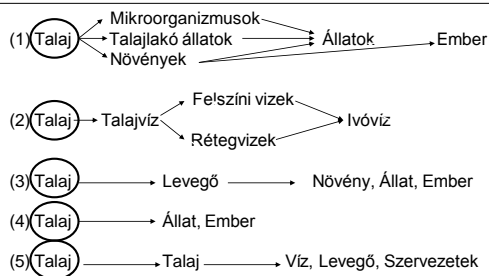 Mikroorganizmusok
(1) Talaj Talajlakó állatok Állatok Ember
Növények
Felszíni vizek
(2) Talaj Talajvíz Ivóvíz
Rétegvizek
(3) Talaj Levegő Növény, Állat, Ember
(4) Talaj Állat, Ember
(5) Talaj Talaj Víz, Levegő, Szervezetek